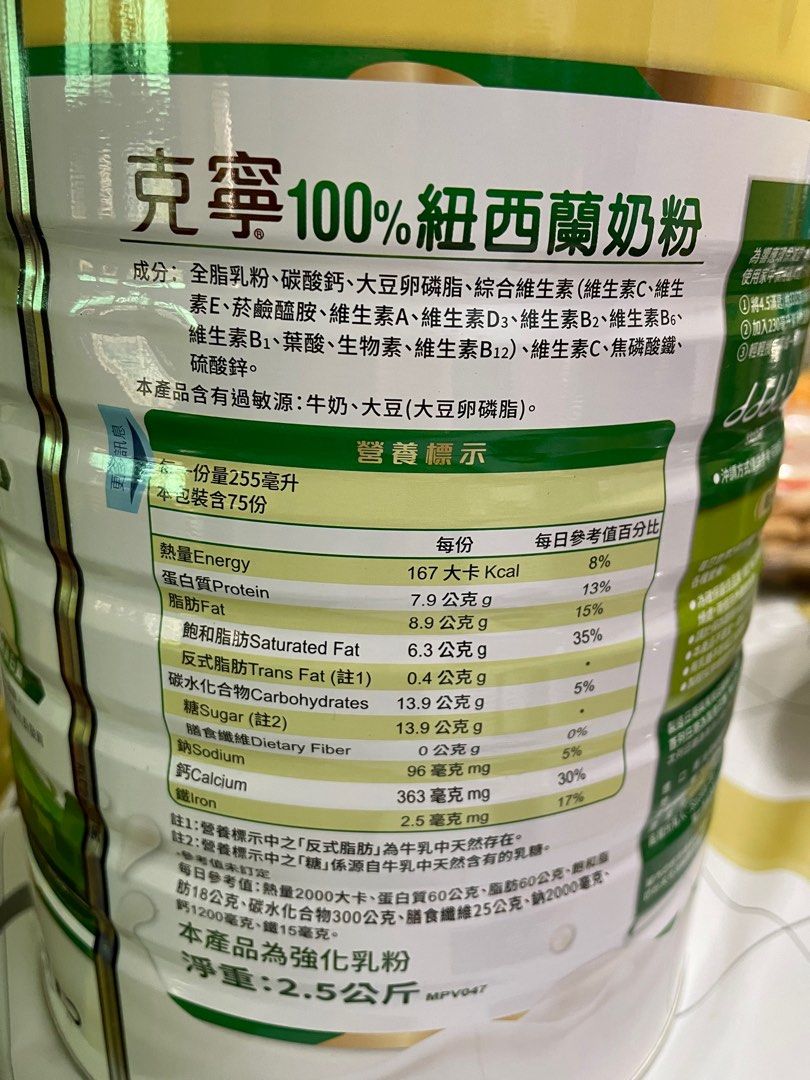 克寧®100%紐西蘭奶粉
成分：全脂乳粉、碳酸鈣、大豆卵磷脂、綜合維生素(維生素C、維生
素E、菸鹼醯胺、維生素A、維生素D3、維生素B2、維生素B6、
維生素B1、葉酸、生物素、維生素B12)、維生素C、焦磷酸鐵、
硫酸鋅。
本產品含有過敏源：牛奶、大豆(大豆卵磷脂)。
營養標示
一份量255毫升
本包裝含75份
每份 每日參考值百分比
熱量Energy 167 大卡 Kcal 8%
蛋白質Protein 7.9 公克 g 13%
脂肪Fat 8.9 公克 g 15%
飽和脂肪Saturated Fat 6.3 公克 g 35%
反式脂肪Trans Fat (註1) 0.4 公克 g *
碳水化合物Carbohydrates 13.9 公克 g 5%
糖Sugar (註2) 13.9 公克 g *
膳食纖維Dietary Fiber 0 公克 g 0%
鈉Sodium 96 毫克 mg 5%
鈣Calcium 363 毫克 mg 30%
鐵Iron 2.5 毫克 mg 17%
註1：營養標示中之「反式脂肪」為牛乳中天然存在。
註2：營養標示中之「糖」係源自牛乳中天然含有的乳糖。
*參考值未訂定
每日參考值：熱量2000大卡、蛋白質60公克、脂肪60公克、飽和脂
肪18公克、碳水化合物300公克、膳食纖維25公克、鈉2000毫克、
鈣1200毫克、鐵15毫克。
本產品為強化乳粉
淨重：2.5公斤 MPV047